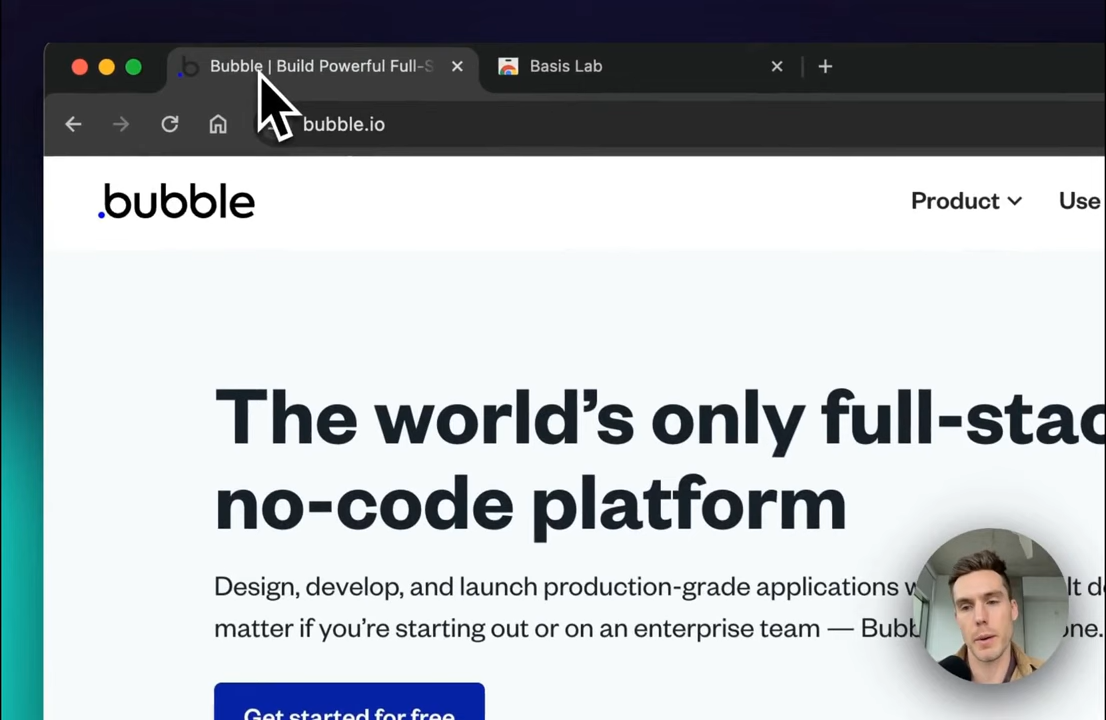 Bubble | Build Powerful Full-S
Basis Lab
bubble.io
.bubble
Product
Use
The world's only full-stac
no-code platform
Design, develop, and launch production-grade applications
matter if you're starting out or on an enterprise team — Bubb
Get started for free